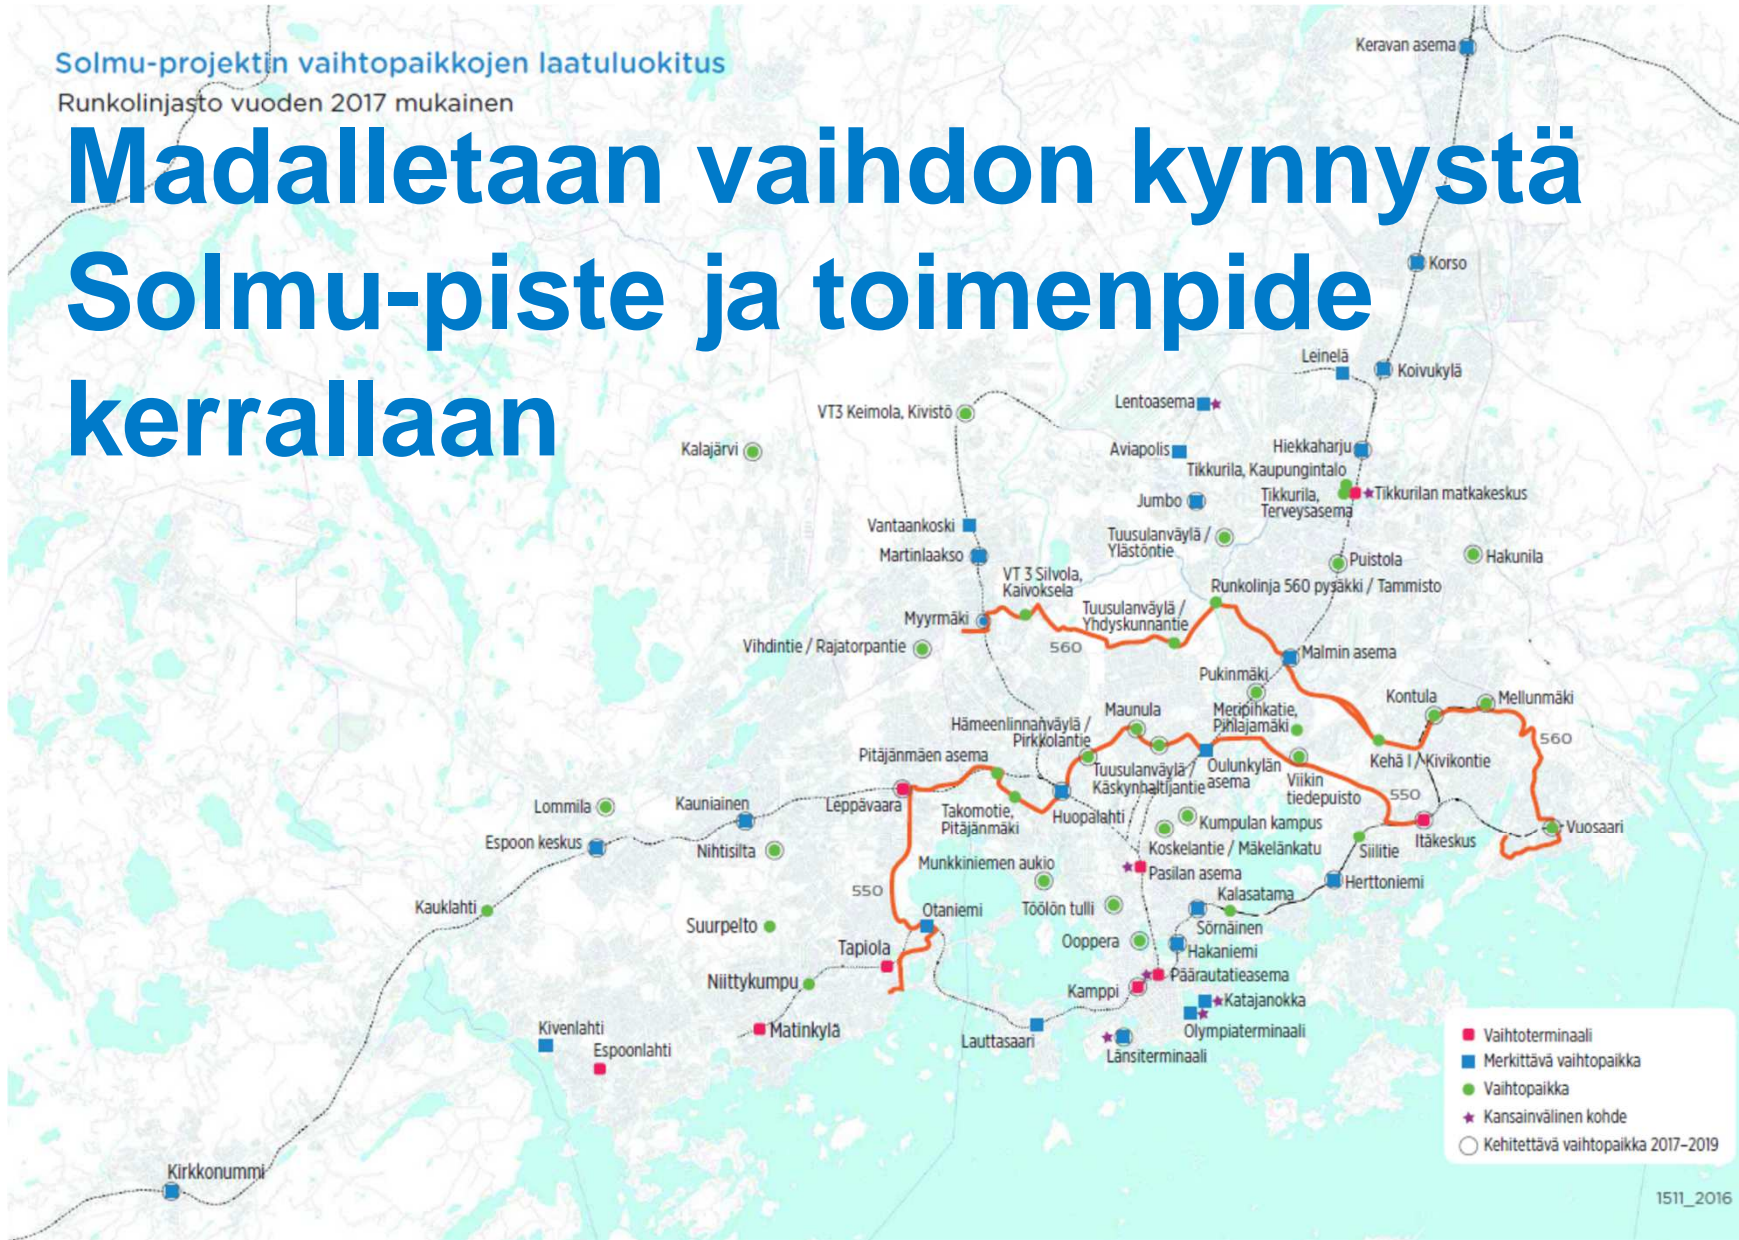 Solmu-projektin vaihtopaikkojen laatuluokitus
Runkolinjasto vuoden 2017 mukainen
Madalletaan vaihdon kynnystä
Solmu-piste ja toimenpide
kerrallaan
Keravan asema
Korso
Leinelä
Koivukylä
Lentoasema
VT3 Keimola, Kivistö
Kalajärvi
Aviapolis
Hiekkaharju
Tikkurila, Kaupungintalo
Jumbo
Tikkurila,
Terveysasema
Tikkurilan matkakeskus
Vantaankoski
Martinlaakso
Tuusulanväylä /
Ylästöntie
Puistola
Hakunila
VT 3 Silvola,
Kaivoksela
Runkolinja 560 pysäkki / Tammisto
Myyrmäki
Tuusulanväylä /
Yhdyskunnantie
Vihdintie / Rajatorpantie
560
Malmin asema
Pukinmäki
Kontula
Mellunmäki
Maunula
Meripihkatie,
Pihlajamäki
Hämeenlinnanväylä /
Pirkkolantie
560
Pitäjänmäen asema
Tuusulanväylä /
Käskynhaltijantie
Oulunkylän
asema
Viikin
tiedepuisto
Kehä I / Kivikontie
550
Lommila
Kauniainen
Leppävaara
Takomotie,
Pitäjänmäki
Huopalahti
Kumpulan kampus
Koskelantie / Mäkelänkatu
Siilitie
Itäkeskus
Vuosaari
Espoon keskus
Nihtisilta
Munkkiniemen aukio
Pasilan asema
Herttoniemi
550
Kauklahti
Otaniemi
Töölön tulli
Kalasatama
Suurpelto
Sörnäinen
Tapiola
Ooppera
Hakaniemi
Niittykumpu
Kamppi
Päärautatieasema
Katajanokka
Kivenlahti
Matinkylä
Lauttasaari
Olympiaterminaali
Espoonlahti
Länsiterminaali
Kirkkonummi
Vaihtoterminaali
Merkittävä vaihtopaikka
Vaihtopaikka
Kansainvälinen kohde
Kehitettävä vaihtopaikka 2017–2019
1511_2016